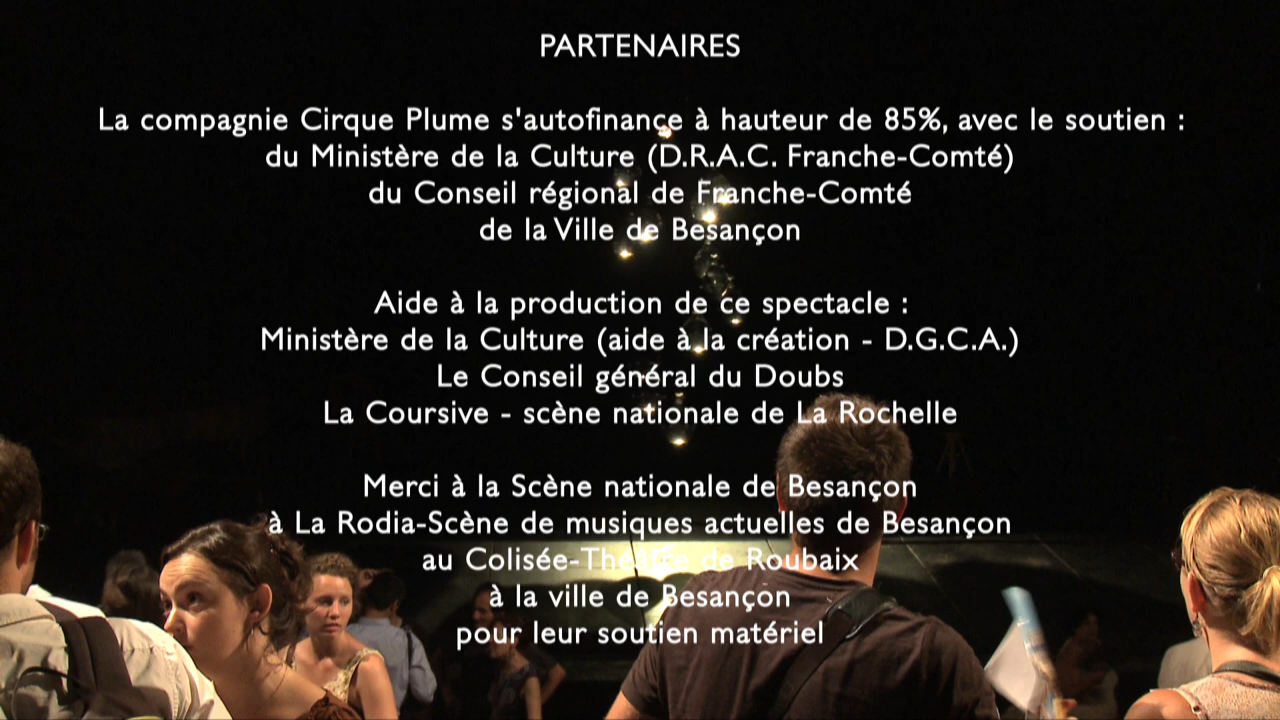 PARTENAIRES
La compagnie Cirque Plume s'autofinance à hauteur de 85%, avec le soutien :
du Ministère de la Culture (D.R.A.C. Franche-Comté)
du Conseil régional de Franche-Comté
de la Ville de Besançon
Aide à la production de ce spectacle :
Ministère de la Culture (aide à la création - D.G.C.A.)
Le Conseil général du Doubs
La Coursive - scène nationale de La Rochelle
Merci à la Scène nationale de Besançon
à La Rodia-Scène de musiques actuelles de Besançon
au Colisée-Théâtre de Roubaix
à la ville de Besançon
pour leur soutien matériel